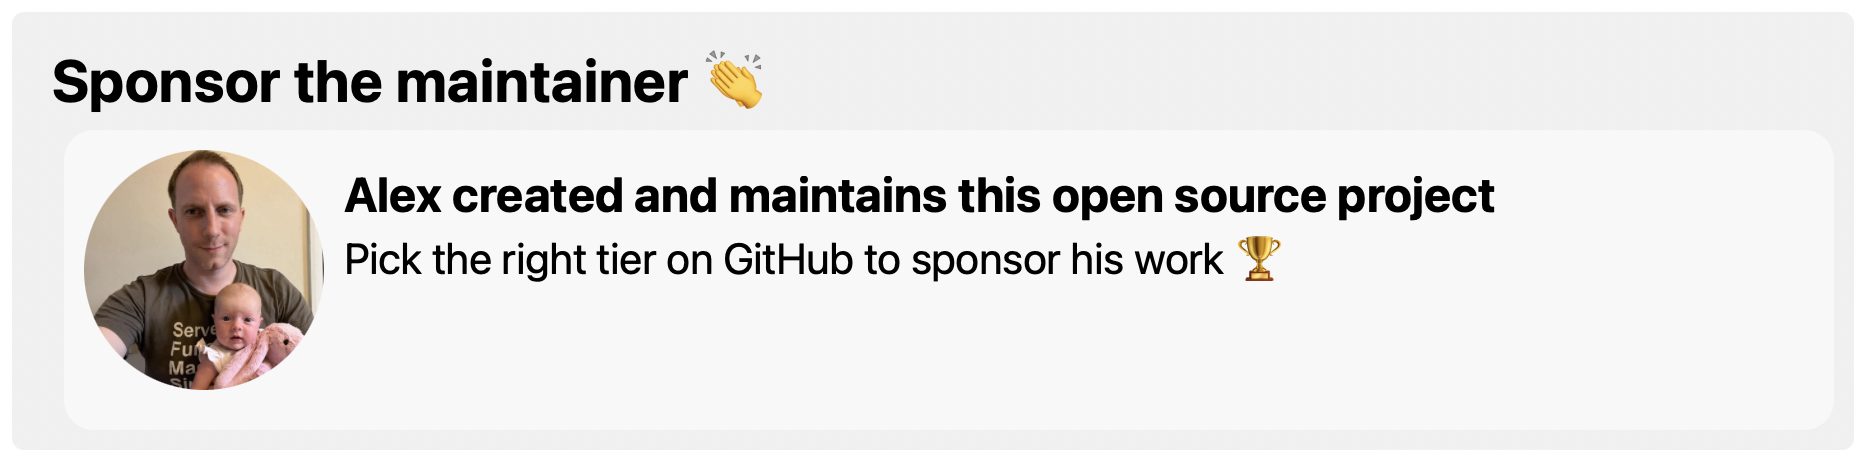 Sponsor the maintainer 👏
Alex created and maintains this open source project
Pick the right tier on GitHub to sponsor his work 🏆